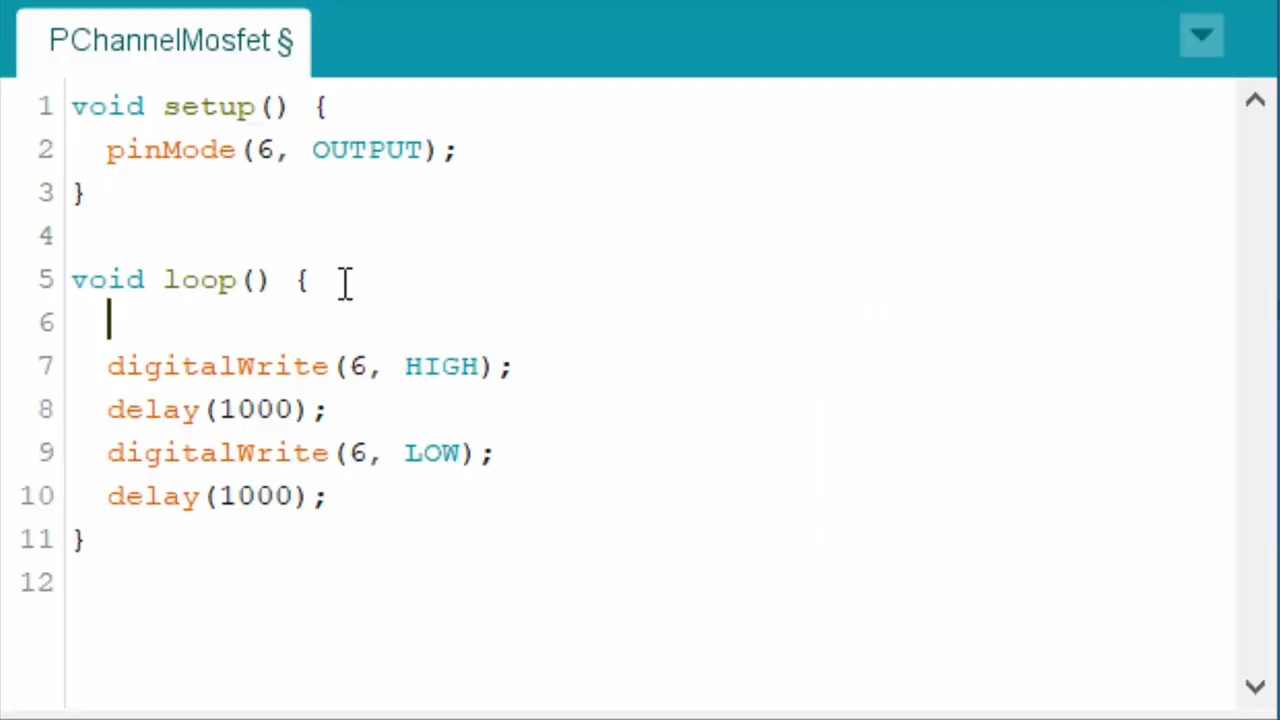 PChannelMosfet §
1 void setup() {
2   pinMode(6, OUTPUT);
3 }
4
5 void loop() {
6
7   digitalWrite(6, HIGH);
8   delay(1000);
9   digitalWrite(6, LOW);
10   delay(1000);
11 }
12